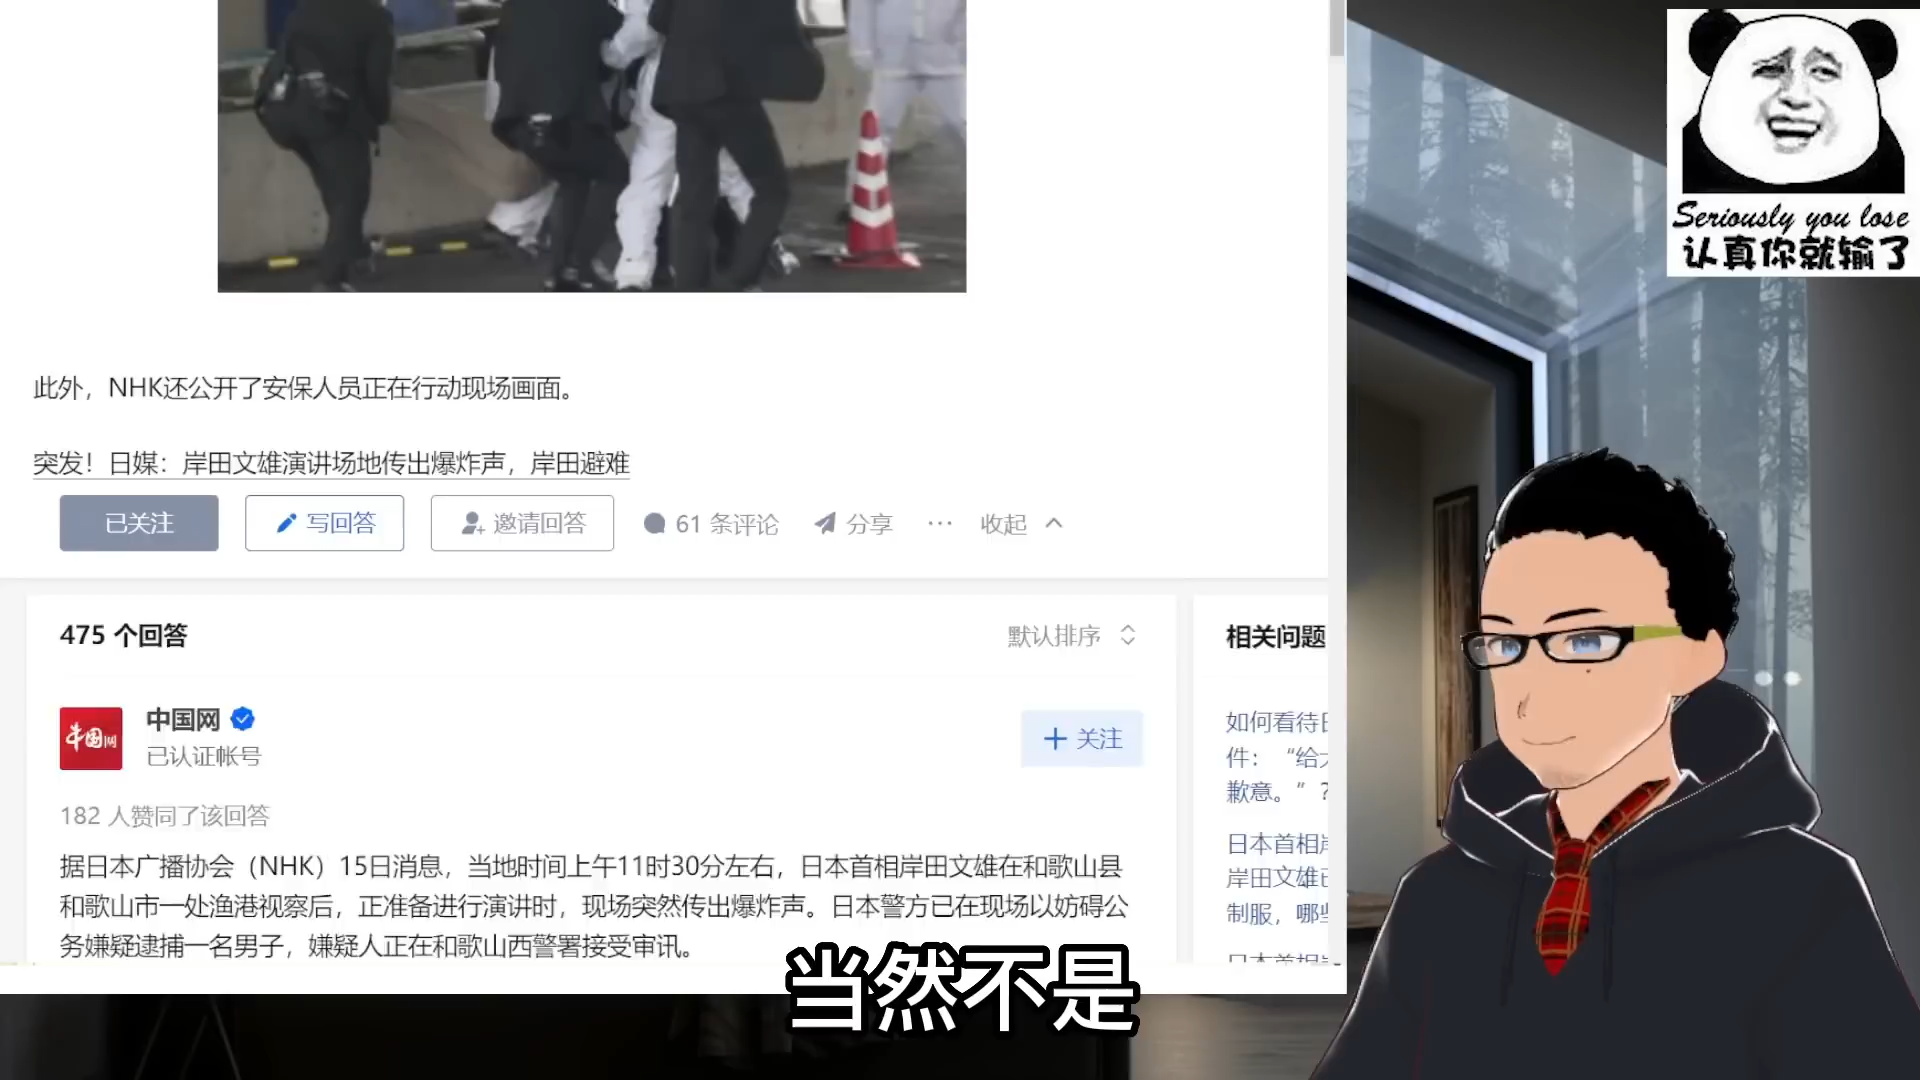 Seriously you lose
认真你就输了
此外，NHK还公开了安保人员正在行动现场画面。
突发！日媒：岸田文雄演讲场地传出爆炸声，岸田避难
已关注
写回答
邀请回答
61 条评论
分享
收起
475 个回答
默认排序
相关问题
中国网
中国网
已认证帐号
关注
182 人赞同了该回答
据日本广播协会（NHK）15日消息，当地时间上午11时30分左右，日本首相岸田文雄在和歌山县
和歌山市一处渔港视察后，正准备进行演讲时，现场突然传出爆炸声。日本警方已在现场以妨碍公
务嫌疑逮捕一名男子，嫌疑人正在和歌山西警署接受审讯。
如何看待
件：“给
歉意。”
日本首相
岸田文雄
制服，哪
当然不是